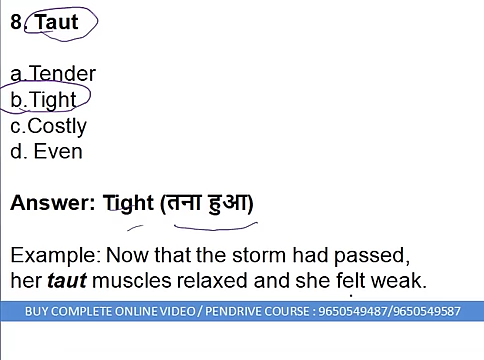 8. Taut
a.Tender
b.Tight
c.Costly
d. Even
Answer: Tight (तना हुआ)
Example: Now that the storm had passed,
her taut muscles relaxed and she felt weak.
BUY COMPLETE ONLINE VIDEO / PENDRIVE COURSE : 9650549487/9650549587